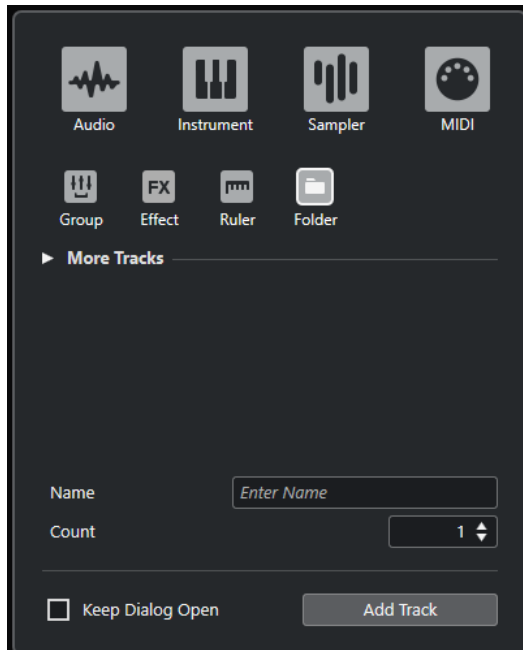 Audio Instrument Sampler MIDI
FX
Group Effect Ruler Folder
More Tracks
Name Enter Name
Count 1
Keep Dialog Open Add Track